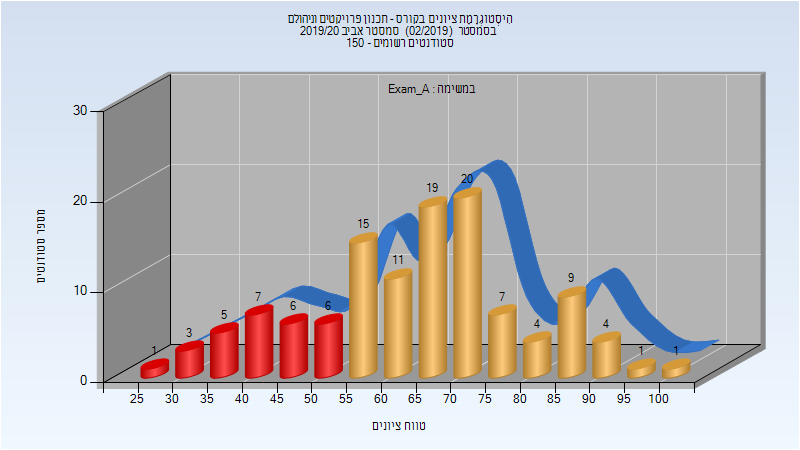 היסטוגרמת ציונים בקורס - תכנון פרויקטים וניהולם
בסמסטר (02/2019) סמסטר אביב 2019/20
סטודנטים רשומים - 150
במשימה : Exam_A
מספר סטודנטים
30
20
10
0
1
3
5
7
6
6
15
11
19
20
7
4
9
4
1
1
25 30 35 40 45 50 55 60 65 70 75 80 85 90 95 100
טווח ציונים